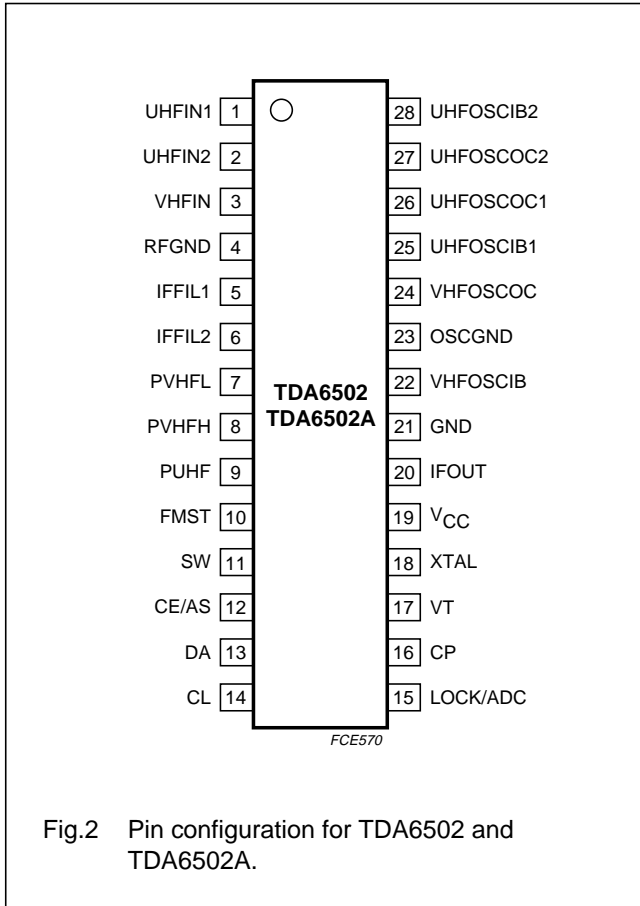 UHFIN1 1 28 UHFOSCIB2
UHFIN2 2 27 UHFOSCOC2
VHFIN 3 26 UHFOSCOC1
RFGND 4 25 UHFOSCIB1
IFFIL1 5 24 VHFOSCOC
IFFIL2 6 23 OSCGND
PVHFL 7 22 VHFOSCIB
TDA6502
TDA6502A
PVHFH 8 21 GND
PUHF 9 20 IFOUT
FMST 10 19 VCC
SW 11 18 XTAL
CE/AS 12 17 VT
DA 13 16 CP
CL 14 15 LOCK/ADC
FCE570
Fig.2 Pin configuration for TDA6502 and
TDA6502A.